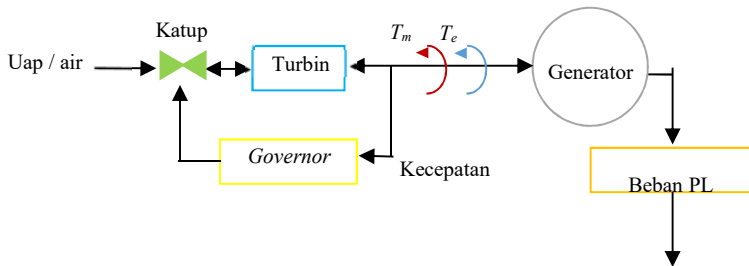 Katup
Uap / air
Turbin
Tm
Te
Generator
Governor
Kecepatan
Beban PL